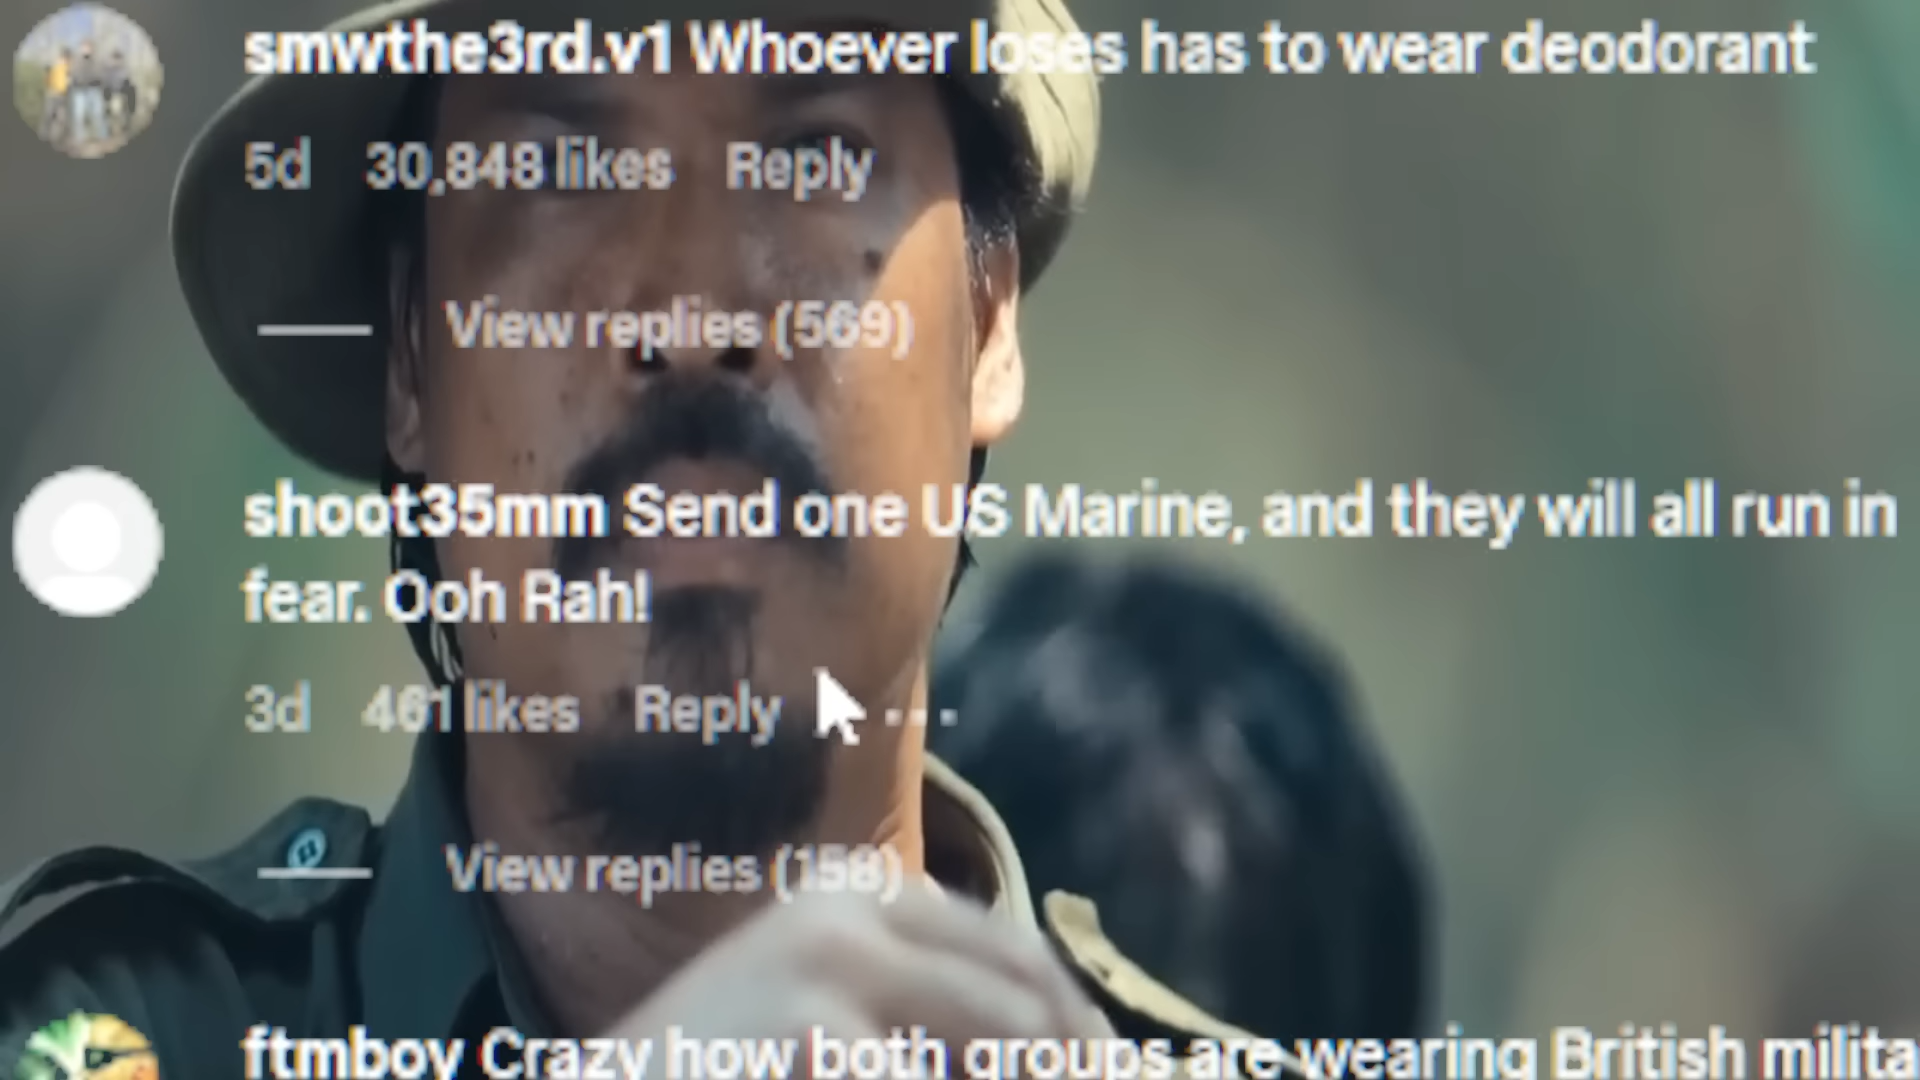 smwthe3rd.v1 Whoever loses has to wear deodorant
5d 30,848 likes Reply
View replies (569)
shoot35mm Send one US Marine, and they will all run in
fear. Ooh Rah!
3d 461 likes Reply ...
View replies (158)
ftmboy Crazy how both groups are wearing British milita